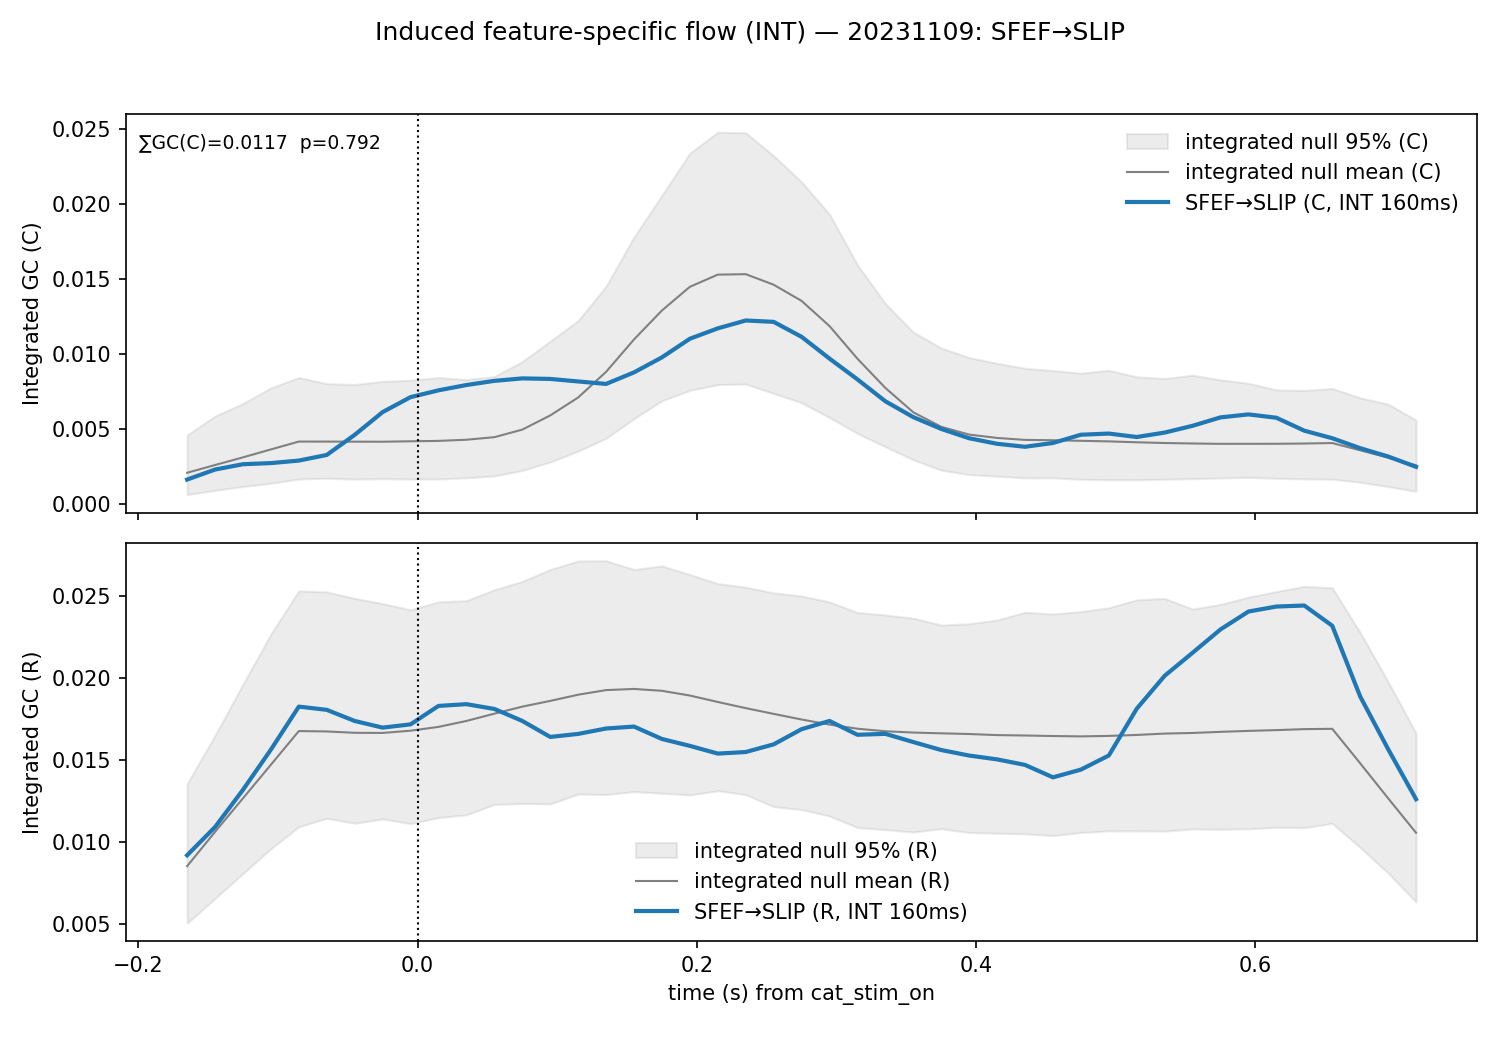 Induced feature-specific flow (INT) — 20231109: SFEF→SLIP
∑GC(C)=0.0117  p=0.792
integrated null 95% (C)
integrated null mean (C)
SFEF→SLIP (C, INT 160ms)
Integrated GC (C)
0.025
0.020
0.015
0.010
0.005
0.000
Integrated GC (R)
0.025
0.020
0.015
0.010
0.005
integrated null 95% (R)
integrated null mean (R)
SFEF→SLIP (R, INT 160ms)
−0.2 0.0 0.2 0.4 0.6
time (s) from cat_stim_on